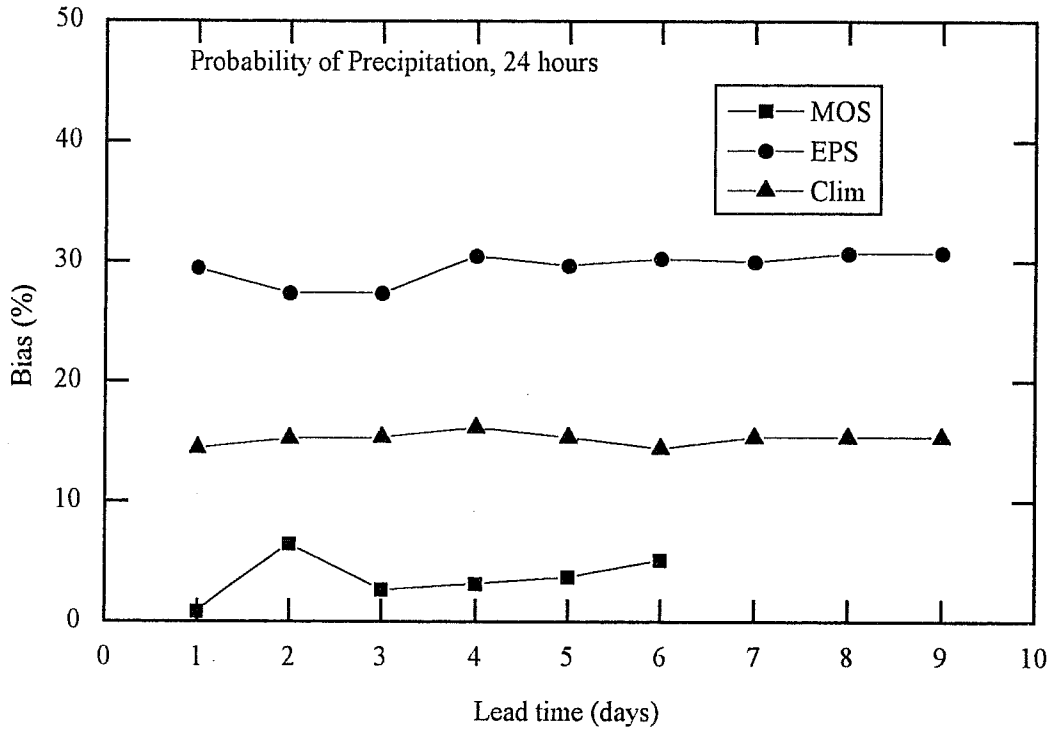 Probability of Precipitation, 24 hours
MOS
EPS
Clim
50
40
30
20
10
0
Bias (%)
0 1 2 3 4 5 6 7 8 9 10
Lead time (days)